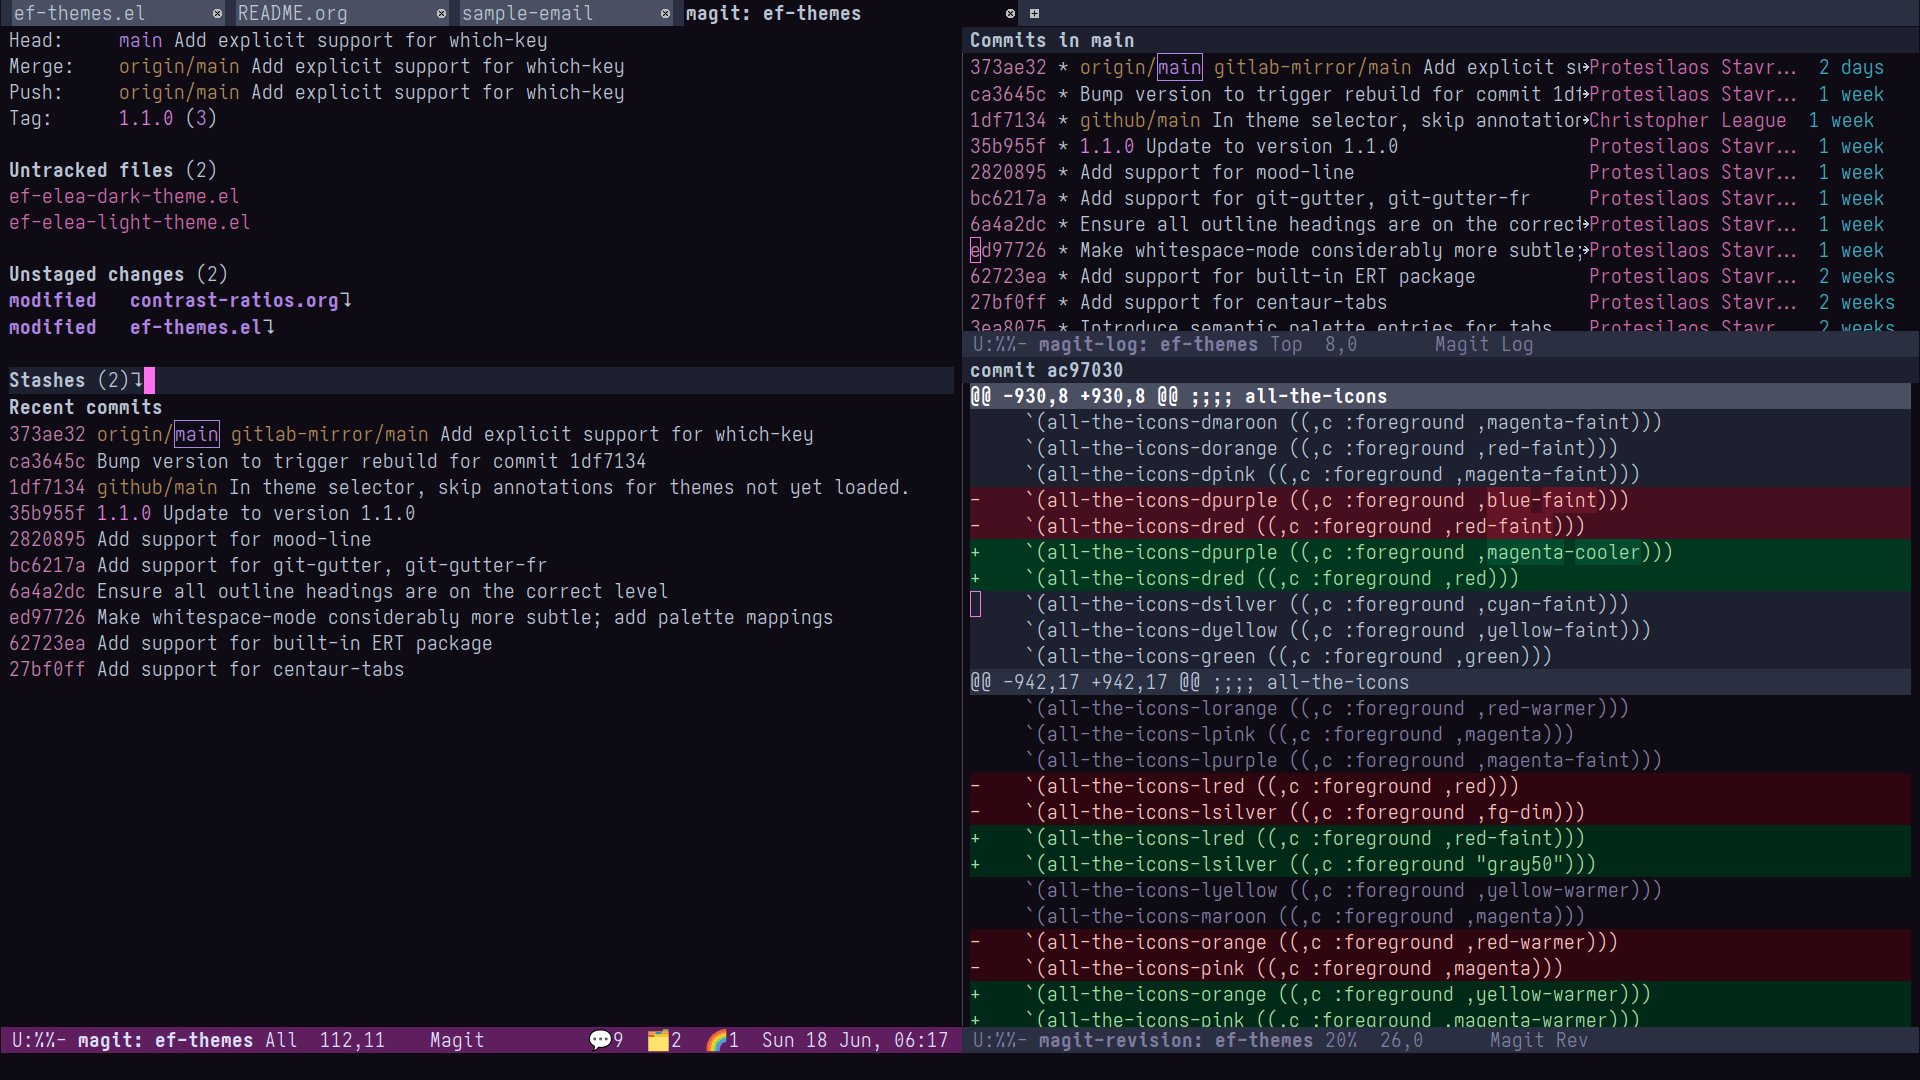 ef-themes.el README.org sample-email magit: ef-themes
Head:     main Add explicit support for which-key
Merge:    origin/main Add explicit support for which-key
Push:     origin/main Add explicit support for which-key
Tag:      1.1.0 (3)
Untracked files (2)
ef-elea-dark-theme.el
ef-elea-light-theme.el
Unstaged changes (2)
modified   contrast-ratios.org
modified   ef-themes.el
Stashes (2)
Recent commits
373ae32 origin/main gitlab-mirror/main Add explicit support for which-key
ca3645c Bump version to trigger rebuild for commit 1df7134
1df7134 github/main In theme selector, skip annotations for themes not yet loaded.
35b955f 1.1.0 Update to version 1.1.0
2820895 Add support for mood-line
bc6217a Add support for git-gutter, git-gutter-fr
6a4a2dc Ensure all outline headings are on the correct level
ed97726 Make whitespace-mode considerably more subtle; add palette mappings
62723ea Add support for built-in ERT package
27bf0ff Add support for centaur-tabs
U:%%- magit: ef-themes All  112,11    Magit    💬9  🗂️2  🌈1  Sun 18 Jun, 06:17
Commits in main
373ae32 * origin/main gitlab-mirror/main Add explicit su Protesilaos Stavr...  2 days
ca3645c * Bump version to trigger rebuild for commit 1df Protesilaos Stavr...  1 week
1df7134 * github/main In theme selector, skip annotation Christopher League  1 week
35b955f * 1.1.0 Update to version 1.1.0 Protesilaos Stavr...  1 week
2820895 * Add support for mood-line Protesilaos Stavr...  1 week
bc6217a * Add support for git-gutter, git-gutter-fr Protesilaos Stavr...  1 week
6a4a2dc * Ensure all outline headings are on the correct Protesilaos Stavr...  1 week
ed97726 * Make whitespace-mode considerably more subtle; Protesilaos Stavr...  1 week
62723ea * Add support for built-in ERT package Protesilaos Stavr...  2 weeks
27bf0ff * Add support for centaur-tabs Protesilaos Stavr...  2 weeks
3ea8075 * Introduce semantic palette entries for tabs Protesilaos Stavr...  2 weeks
U:%%- magit-log: ef-themes Top  8,0       Magit Log
commit ac97030
@@ -930,8 +930,8 @@ ;;;; all-the-icons
     `(all-the-icons-dmaroon ((,c :foreground ,magenta-faint)))
     `(all-the-icons-dorange ((,c :foreground ,red-faint)))
     `(all-the-icons-dpink ((,c :foreground ,magenta-faint)))
-    `(all-the-icons-dpurple ((,c :foreground ,blue-faint)))
-    `(all-the-icons-dred ((,c :foreground ,red-faint)))
+    `(all-the-icons-dpurple ((,c :foreground ,magenta-cooler)))
+    `(all-the-icons-dred ((,c :foreground ,red)))
     `(all-the-icons-dsilver ((,c :foreground ,cyan-faint)))
     `(all-the-icons-dyellow ((,c :foreground ,yellow-faint)))
     `(all-the-icons-green ((,c :foreground ,green)))
@@ -942,17 +942,17 @@ ;;;; all-the-icons
     `(all-the-icons-lorange ((,c :foreground ,red-warmer)))
     `(all-the-icons-lpink ((,c :foreground ,magenta)))
     `(all-the-icons-lpurple ((,c :foreground ,magenta-faint)))
-    `(all-the-icons-lred ((,c :foreground ,red)))
-    `(all-the-icons-lsilver ((,c :foreground ,fg-dim)))
+    `(all-the-icons-lred ((,c :foreground ,red-faint)))
+    `(all-the-icons-lsilver ((,c :foreground "gray50")))
     `(all-the-icons-lyellow ((,c :foreground ,yellow-warmer)))
     `(all-the-icons-maroon ((,c :foreground ,magenta)))
-    `(all-the-icons-orange ((,c :foreground ,red-warmer)))
-    `(all-the-icons-pink ((,c :foreground ,magenta)))
+    `(all-the-icons-orange ((,c :foreground ,yellow-warmer)))
+    `(all-the-icons-pink ((,c :foreground ,magenta-warmer)))
U:%%- magit-revision: ef-themes 20%  26,0      Magit Rev